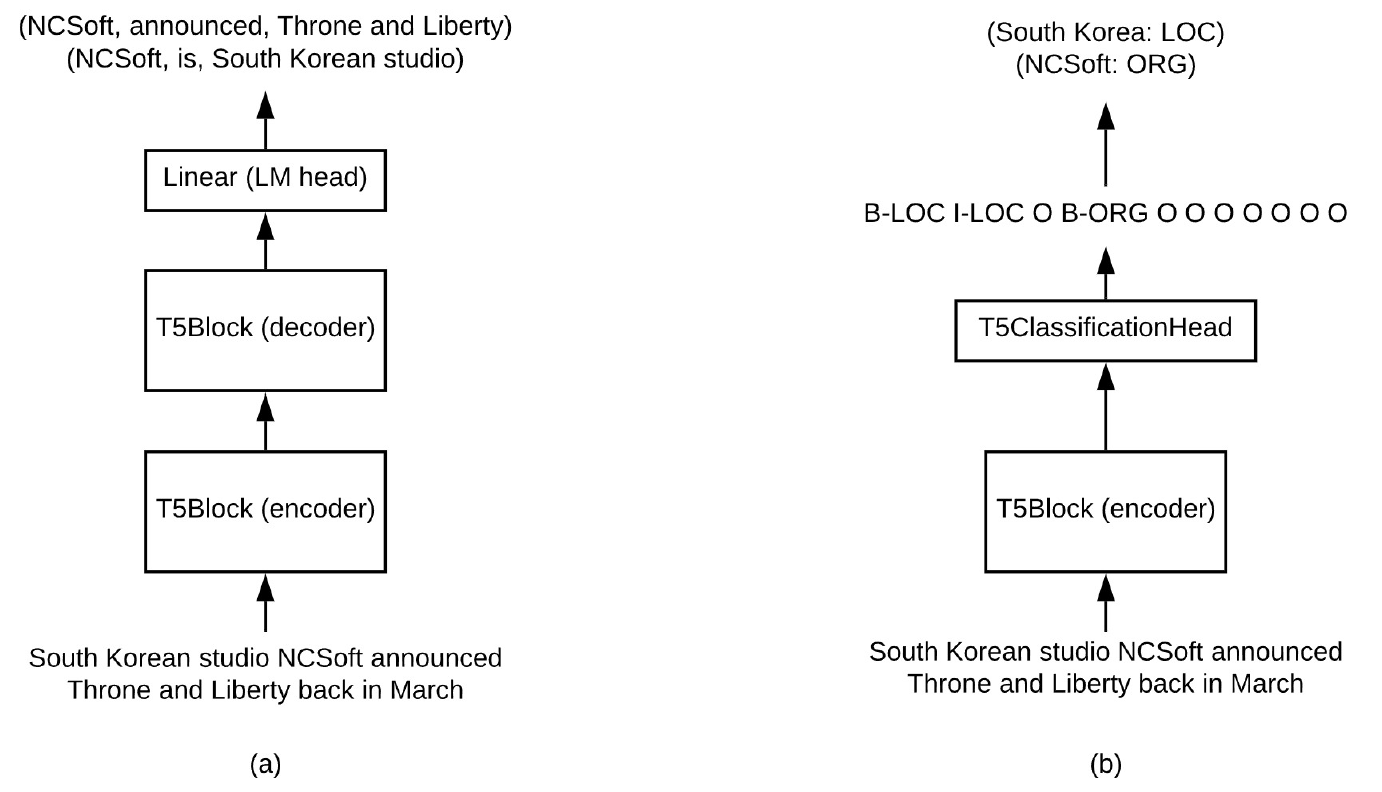 (NCSoft, announced, Throne and Liberty)
(NCSoft, is, South Korean studio)
Linear (LM head)
T5Block (decoder)
T5Block (encoder)
South Korean studio NCSoft announced
Throne and Liberty back in March
(a)
(South Korea: LOC)
(NCSoft: ORG)
B-LOC I-LOC O B-ORG O O O O O O O
T5ClassificationHead
T5Block (encoder)
South Korean studio NCSoft announced
Throne and Liberty back in March
(b)